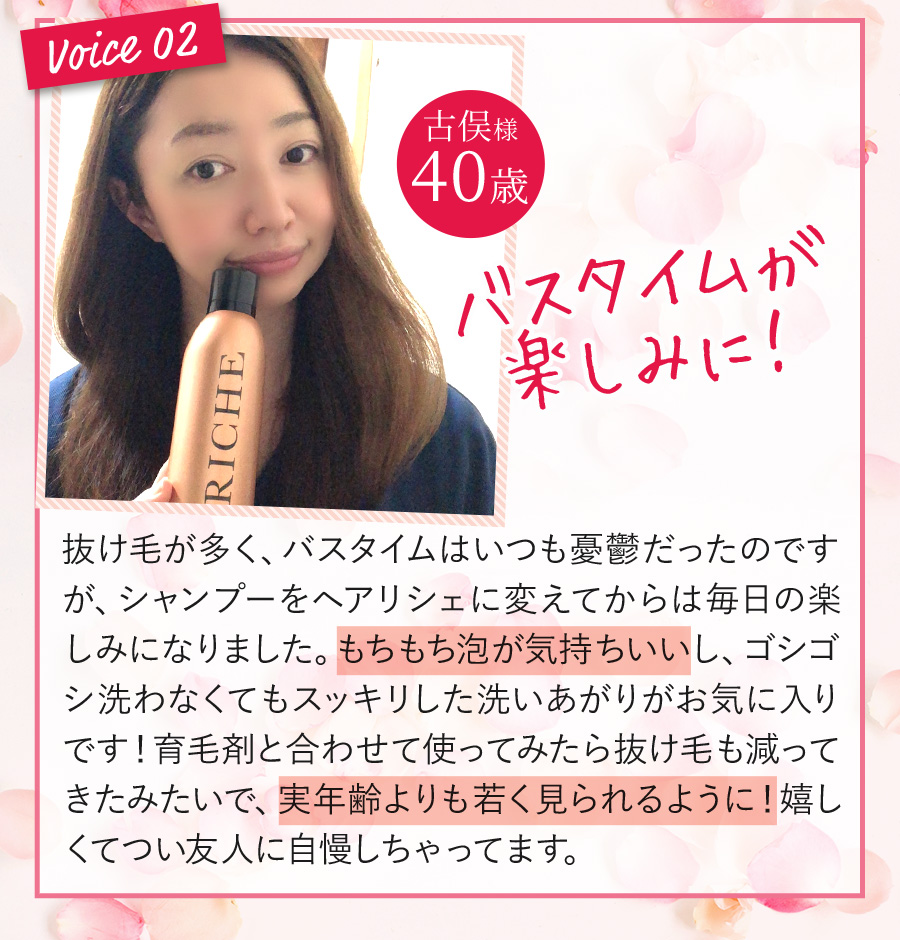 Voice 02
古俣様
40歳
バスタイムが
楽しみに！
RICHE
抜け毛が多く、バスタイムはいつも憂鬱だったのです
が、シャンプーをヘアリシェに変えてからは毎日の楽
しみになりました。もちもち泡が気持ちいいし、ゴシゴ
シ洗わなくてもスッキリした洗いあがりがお気に入り
です！育毛剤と合わせて使ってみたら抜け毛も減って
きたみたいで、実年齢よりも若く見られるように！嬉し
くてつい友人に自慢しちゃってます。